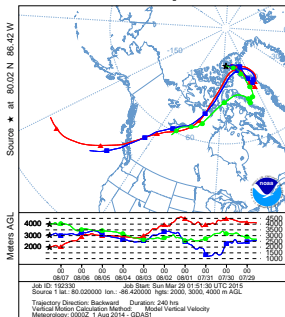 Source ★ at 80.02 N 86.42 W
-150
60
noaa
Meters AGL
4000
3000
2000
4500
4000
3500
3000
2500
2000
1500
1000
00 00 00 00 00 00 00 00 00 00
08/07 08/06 08/05 08/04 08/03 08/02 08/01 07/31 07/30 07/29
Job ID: 192330 Job Start: Sun Mar 29 01:51:30 UTC 2015
Source 1 lat.: 80.020000 lon.: -86.420000 hgts: 2000, 3000, 4000 m AGL
Trajectory Direction: Backward Duration: 240 hrs
Vertical Motion Calculation Method: Model Vertical Velocity
Meteorology: 0000Z 1 Aug 2014 - GDAS1